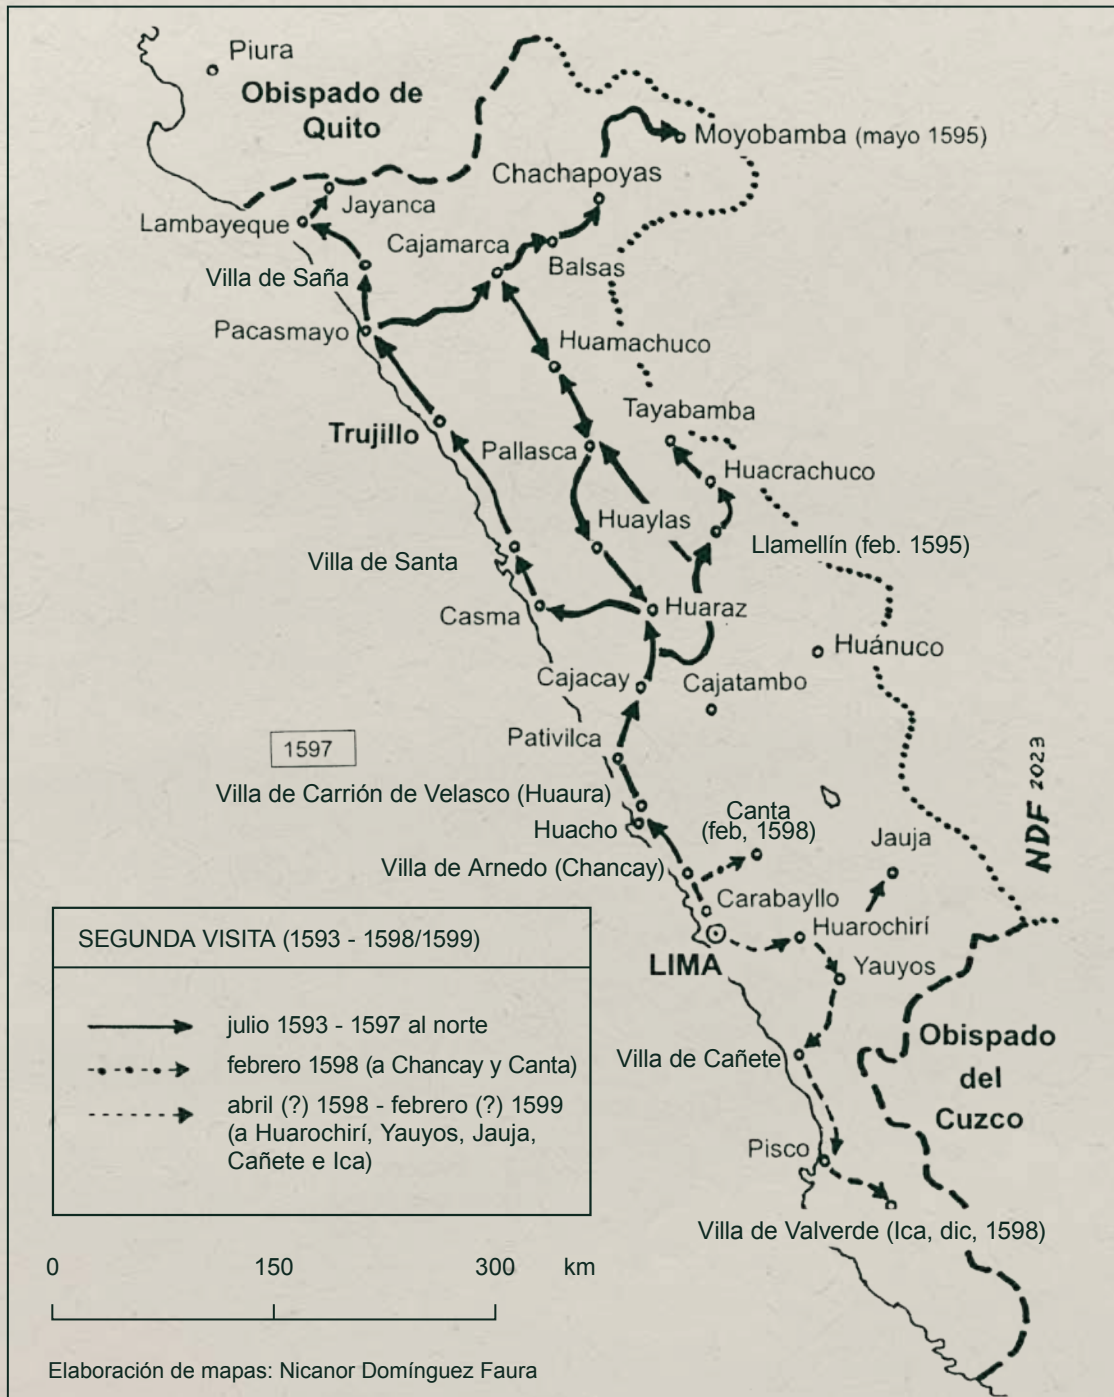 Piura
Obispado de
Quito
Moyobamba (mayo 1595)
Chachapoyas
Jayanca
Lambayeque
Cajamarca
Balsas
Villa de Saña
Pacasmayo
Huamachuco
Tayabamba
Trujillo
Pallasca
Huacrachuco
Huaylas
Llamellín (feb. 1595)
Villa de Santa
Casma
Huaraz
Huánuco
Cajacay
Cajatambo
Pativilca
1597
NDF 2023
Villa de Carrión de Velasco (Huaura)
Canta
(feb, 1598)
Huacho
Jauja
Villa de Arnedo (Chancay)
Carabayllo
Huarochirí
LIMA
Yauyos
SEGUNDA VISITA (1593 - 1598/1599)
julio 1593 - 1597 al norte
febrero 1598 (a Chancay y Canta)
abril (?) 1598 - febrero (?) 1599
(a Huarochirí, Yauyos, Jauja,
Cañete e Ica)
Villa de Cañete
Obispado
del
Cuzco
Pisco
Villa de Valverde (Ica, dic, 1598)
0 150 300 km
Elaboración de mapas: Nicanor Domínguez Faura